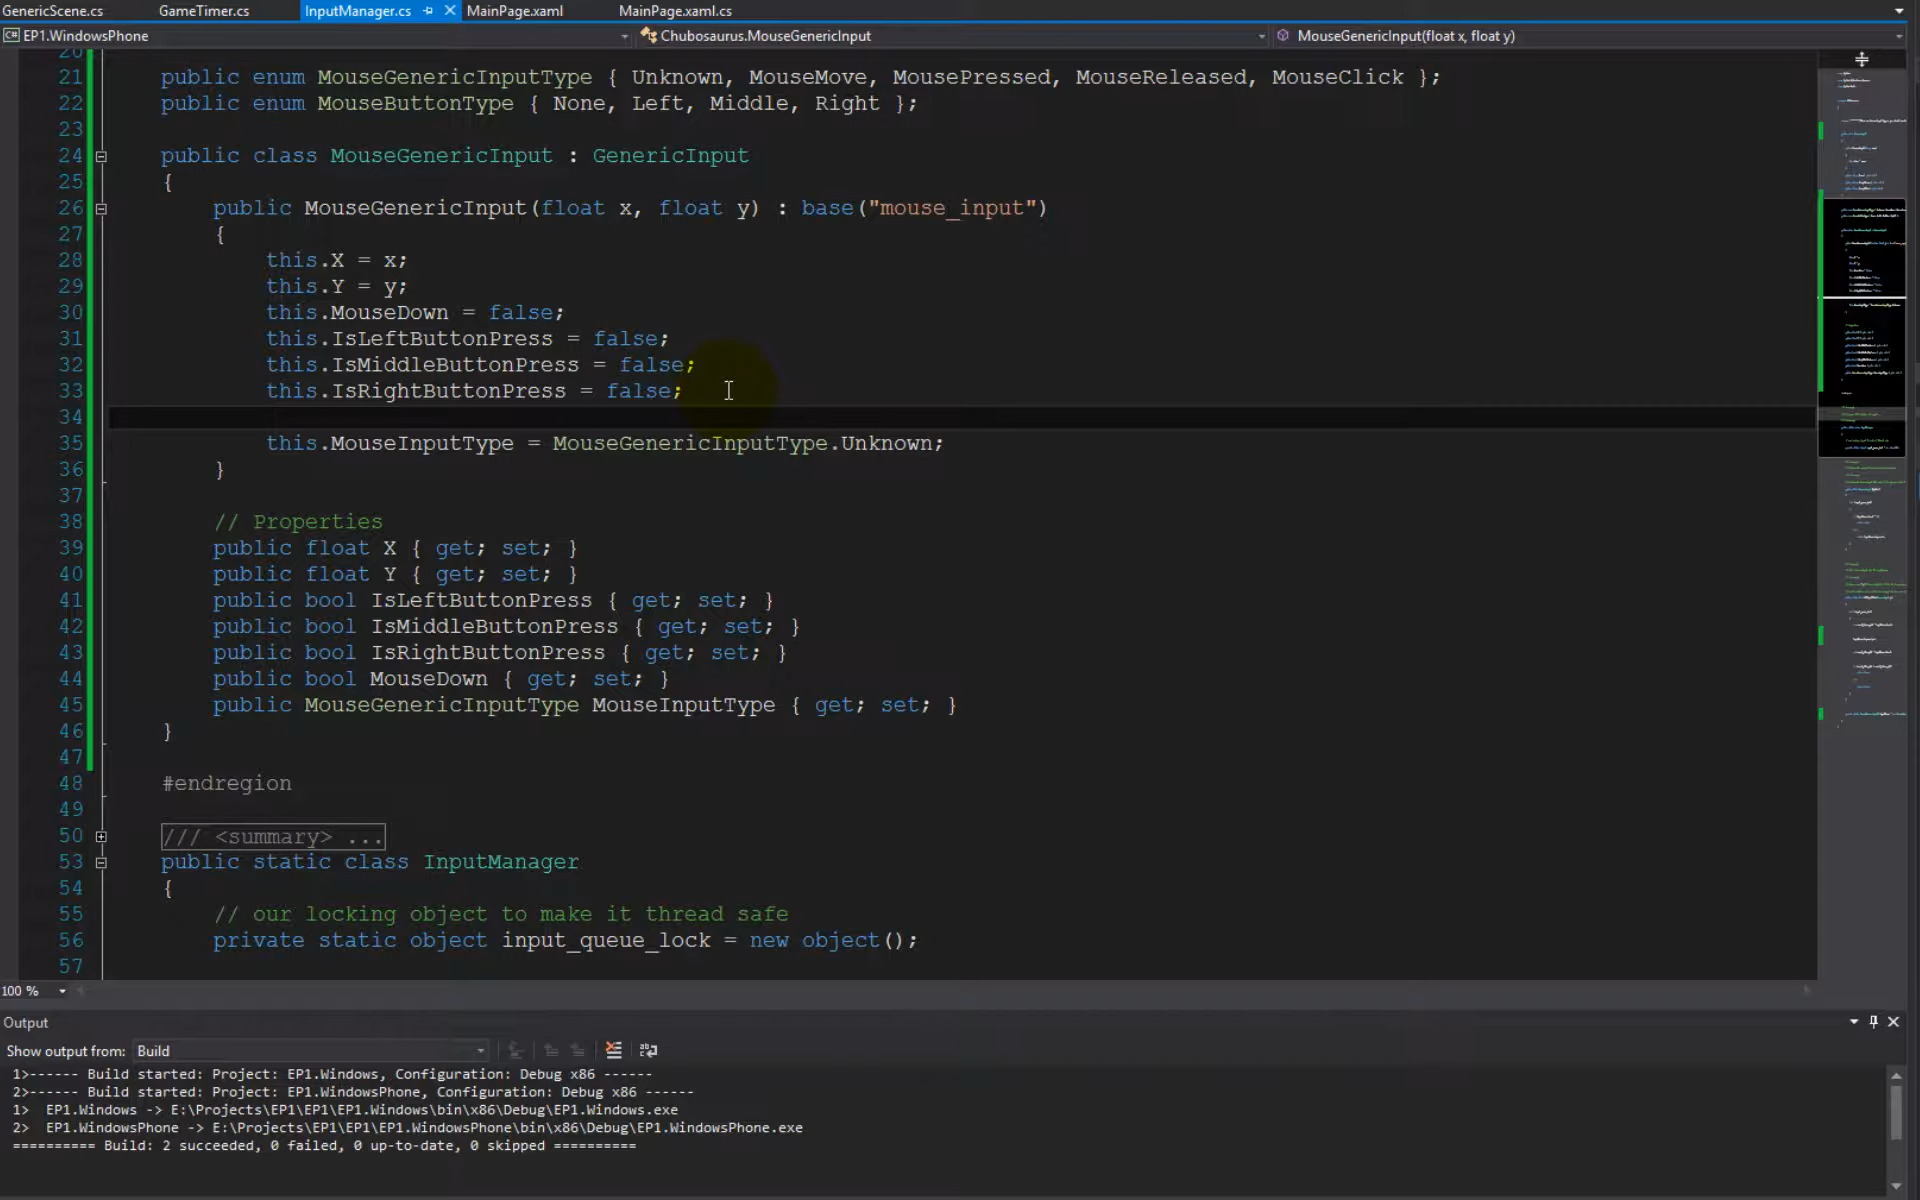 GenericScene.cs GameTimer.cs InputManager.cs MainPage.xaml MainPage.xaml.cs
EP1.WindowsPhone Chubosaurus.MouseGenericInput MouseGenericInput(float x, float y)
20
21 public enum MouseGenericInputType { Unknown, MouseMove, MousePressed, MouseReleased, MouseClick };
22 public enum MouseButtonType { None, Left, Middle, Right };
23
24 public class MouseGenericInput : GenericInput
25 {
26 public MouseGenericInput(float x, float y) : base("mouse_input")
27 {
28 this.X = x;
29 this.Y = y;
30 this.MouseDown = false;
31 this.IsLeftButtonPress = false;
32 this.IsMiddleButtonPress = false;
33 this.IsRightButtonPress = false;
34
35 this.MouseInputType = MouseGenericInputType.Unknown;
36 }
37
38 // Properties
39 public float X { get; set; }
40 public float Y { get; set; }
41 public bool IsLeftButtonPress { get; set; }
42 public bool IsMiddleButtonPress { get; set; }
43 public bool IsRightButtonPress { get; set; }
44 public bool MouseDown { get; set; }
45 public MouseGenericInputType MouseInputType { get; set; }
46 }
47
48 #endregion
49
50 /// <summary> ...
53 public static class InputManager
54 {
55 // our locking object to make it thread safe
56 private static object input_queue_lock = new object();
57
100 %
Output
Show output from: Build
1>------ Build started: Project: EP1.Windows, Configuration: Debug x86 ------
2>------ Build started: Project: EP1.WindowsPhone, Configuration: Debug x86 ------
1> EP1.Windows -> E:\Projects\EP1\EP1\EP1.Windows\bin\x86\Debug\EP1.Windows.exe
2> EP1.WindowsPhone -> E:\Projects\EP1\EP1\EP1.WindowsPhone\bin\x86\Debug\EP1.WindowsPhone.exe
========== Build: 2 succeeded, 0 failed, 0 up-to-date, 0 skipped ==========